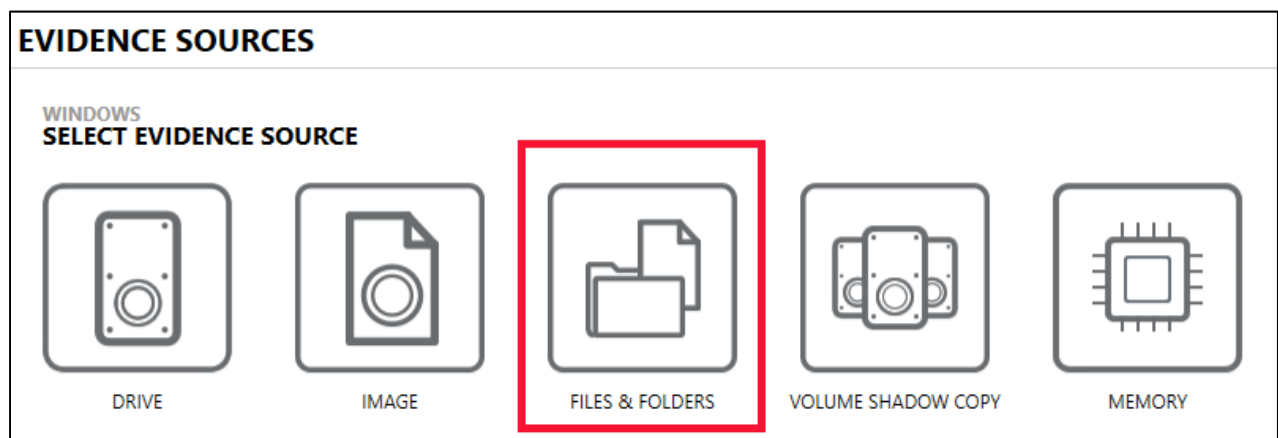 EVIDENCE SOURCES
WINDOWS
SELECT EVIDENCE SOURCE
DRIVE
IMAGE
FILES & FOLDERS
VOLUME SHADOW COPY
MEMORY